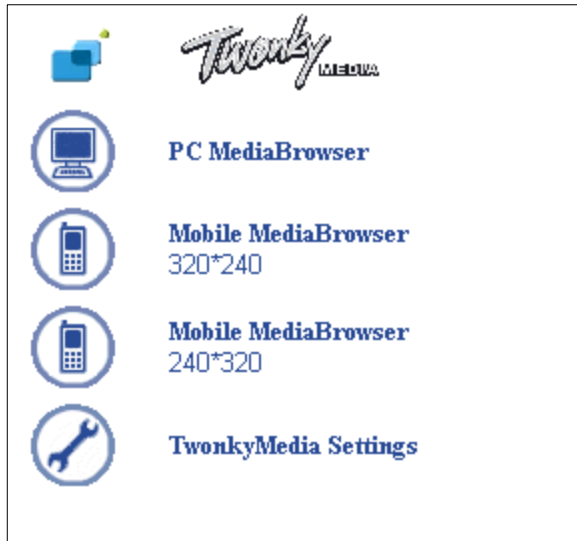 Twonky MEDIA
PC MediaBrowser
Mobile MediaBrowser
320*240
Mobile MediaBrowser
240*320
TwonkyMedia Settings